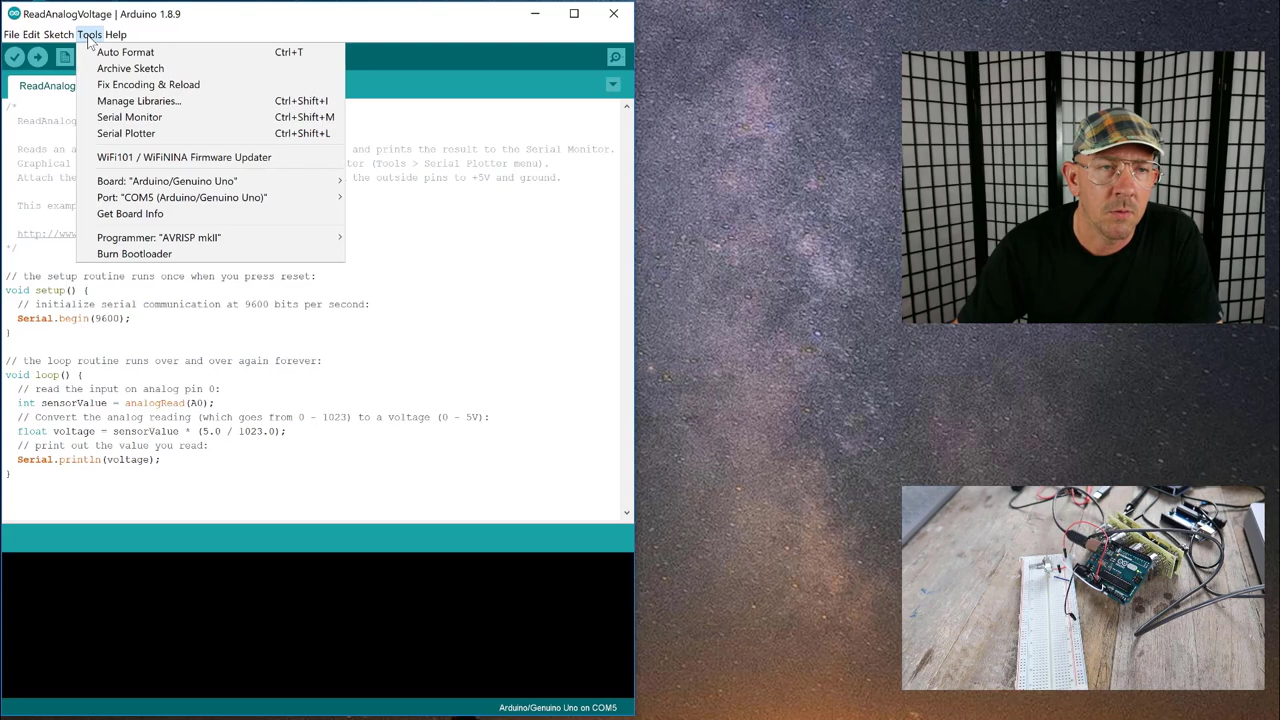 ReadAnalogVoltage | Arduino 1.8.9
File Edit Sketch Tools Help
Auto Format Ctrl+T
Archive Sketch
Fix Encoding & Reload
Manage Libraries... Ctrl+Shift+I
Serial Monitor Ctrl+Shift+M
Serial Plotter Ctrl+Shift+L
WiFi101 / WiFiNINA Firmware Updater
Board: "Arduino/Genuino Uno"
Port: "COM5 (Arduino/Genuino Uno)"
Get Board Info
Programmer: "AVRISP mkII"
Burn Bootloader
ReadAnalog
/*
ReadAnalog
Reads an a and prints the result to the Serial Monitor.
Graphical ter (Tools > Serial Plotter menu).
Attach the the outside pins to +5V and ground.
This examp
http://www
*/
// the setup routine runs once when you press reset:
void setup() {
// initialize serial communication at 9600 bits per second:
Serial.begin(9600);
}
// the loop routine runs over and over again forever:
void loop() {
// read the input on analog pin 0:
int sensorValue = analogRead(A0);
// Convert the analog reading (which goes from 0 - 1023) to a voltage (0 - 5V):
float voltage = sensorValue * (5.0 / 1023.0);
// print out the value you read:
Serial.println(voltage);
}
Arduino/Genuino Uno on COM5